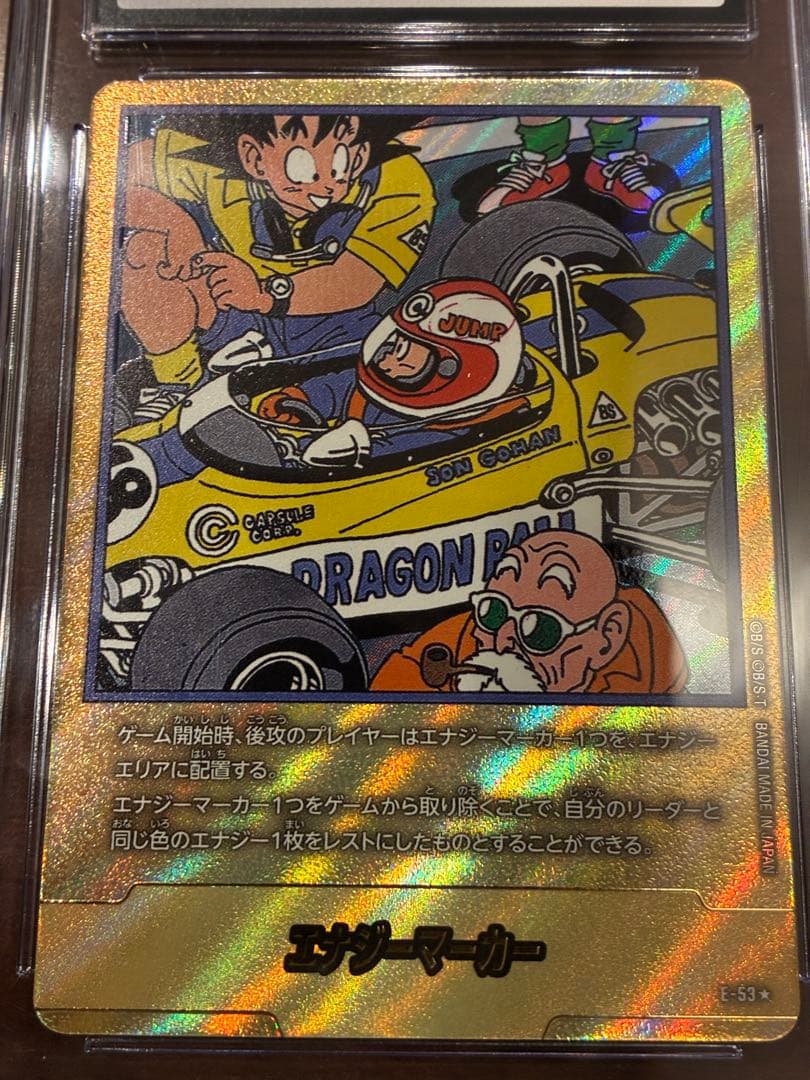 BS
JUMP
BS
SON GOHAN
CAPSULE
CORP.
DRAGON BALL
©B/S ©B/S･T BANDAI MADE IN JAPAN
ゲーム開始時、後攻のプレイヤーはエナジーマーカー1つを、エナジー
エリアに配置する。
エナジーマーカー1つをゲームから取り除くことで、自分のリーダーと
同じ色のエナジー1枚をレストにしたものとすることができる。
エナジーマーカー
E-53★